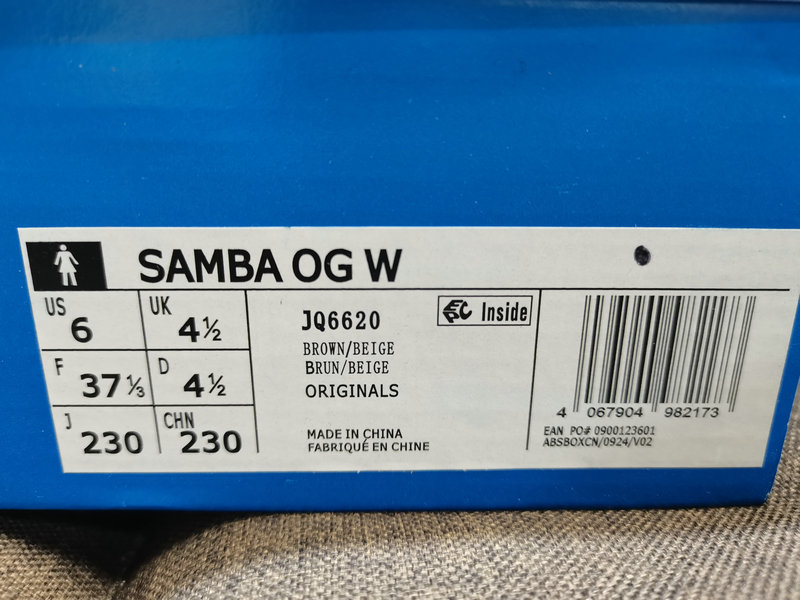 SAMBA OG W
US 6
UK 4½
F 37⅓
D 4½
J 230
CHN 230
JQ6620
EPC Inside
BROWN/BEIGE
BRUN/BEIGE
ORIGINALS
MADE IN CHINA
FABRIQUÉ EN CHINE
4 067904 982173
EAN PO# 0900123601
ABSBOXCN/0924/V02